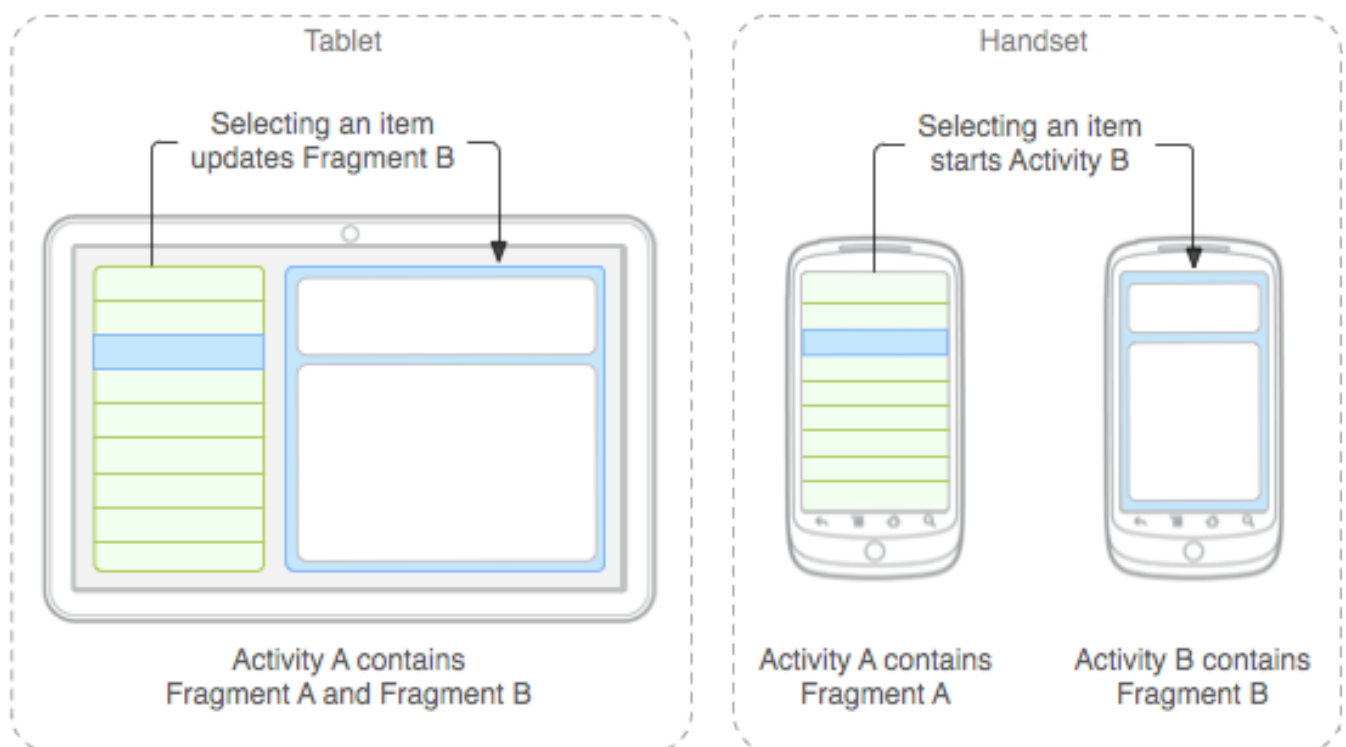 Tablet
Selecting an item
updates Fragment B
Activity A contains
Fragment A and Fragment B
Handset
Selecting an item
starts Activity B
Activity A contains
Fragment A
Activity B contains
Fragment B